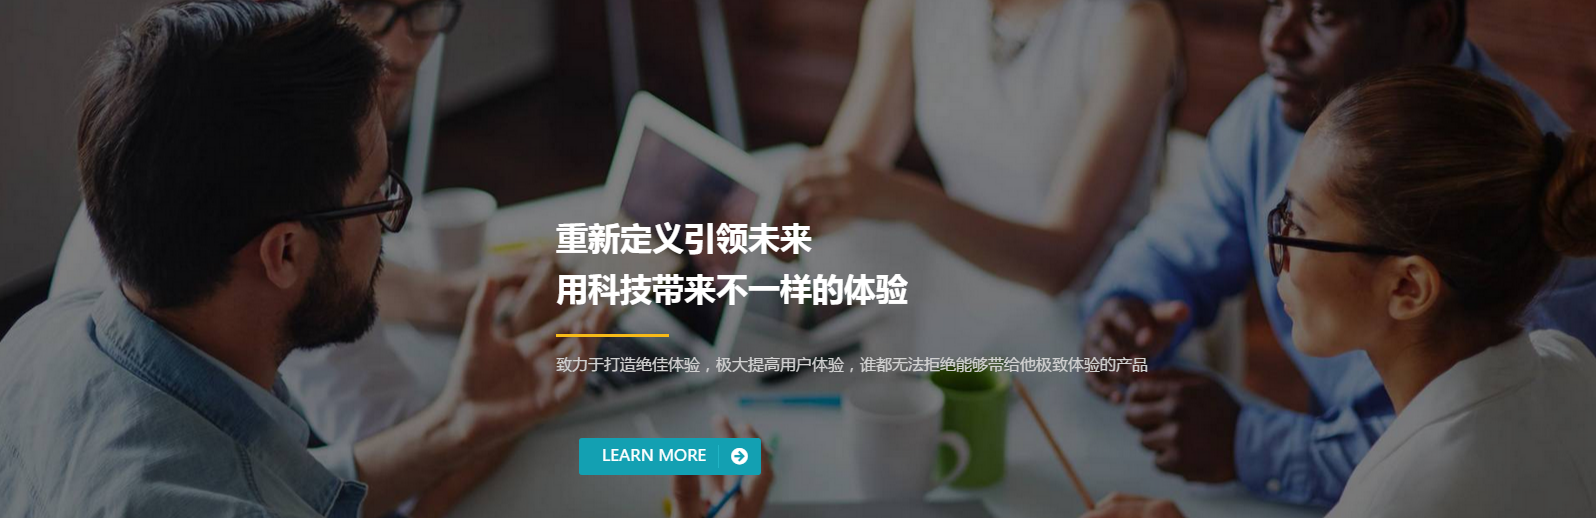 重新定义引领未来
用科技带来不一样的体验
致力于打造绝佳体验，极大提高用户体验，谁都无法拒绝能够带给他极致体验的产品
LEARN MORE